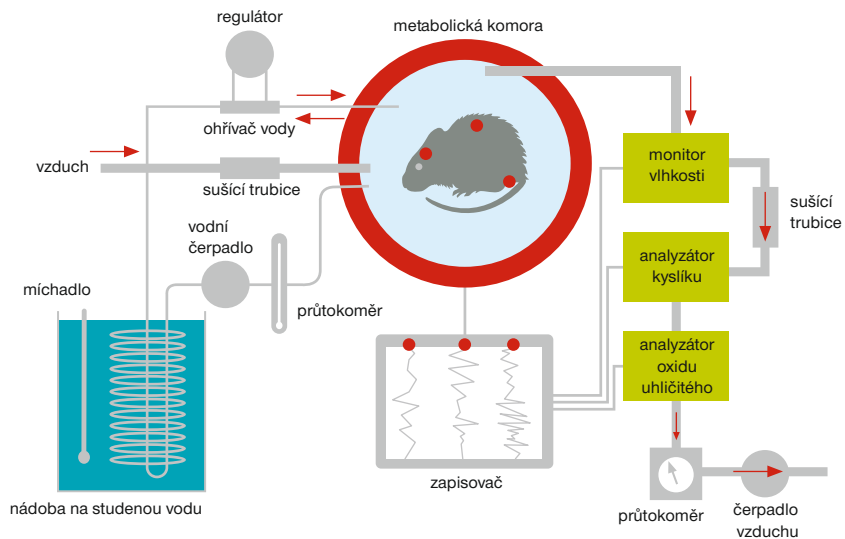 regulátor
metabolická komora
ohřívač vody
vzduch
sušící trubice
monitor
vlhkosti
sušící
trubice
vodní
čerpadlo
analyzátor
kyslíku
míchadlo
průtokoměr
analyzátor
oxidu
uhličitého
zapisovač
nádoba na studenou vodu
průtokoměr
čerpadlo
vzduchu